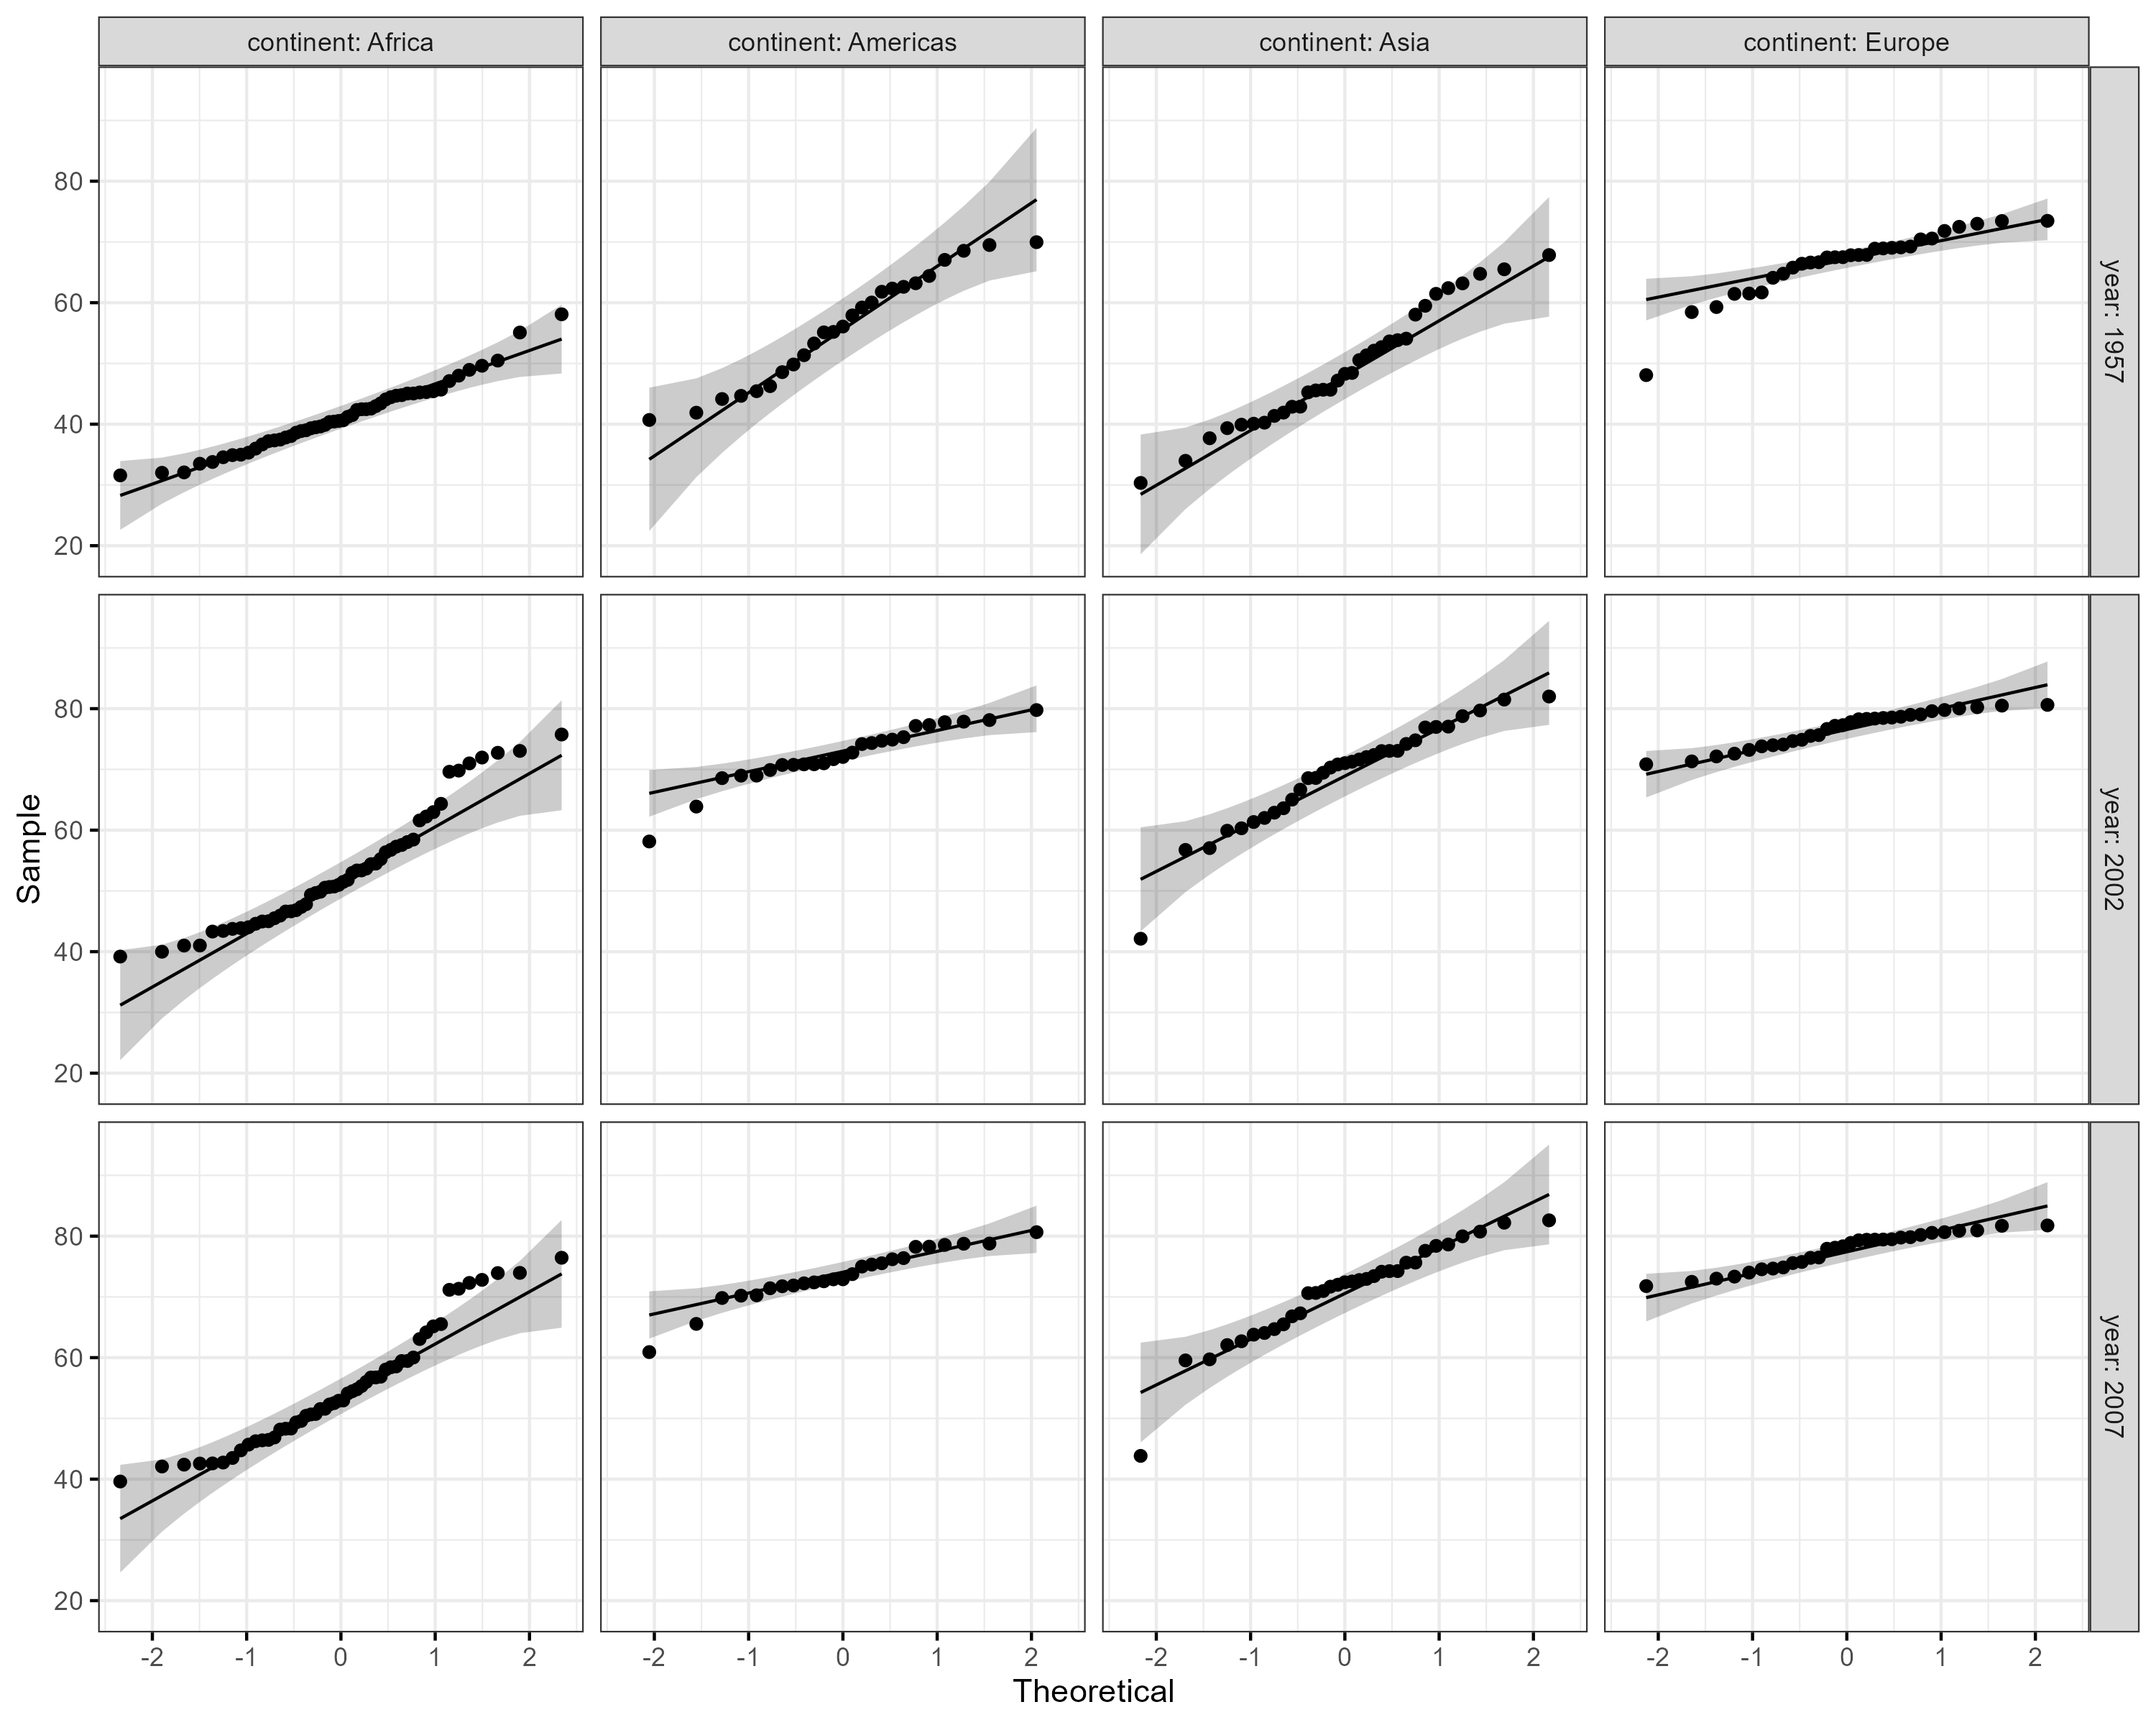 continent: Africa
continent: Americas
continent: Asia
continent: Europe
80
60
40
20
year: 1957
Sample
80
60
40
20
year: 2002
80
60
40
20
year: 2007
-2 -1 0 1 2
-2 -1 0 1 2
-2 -1 0 1 2
-2 -1 0 1 2
Theoretical